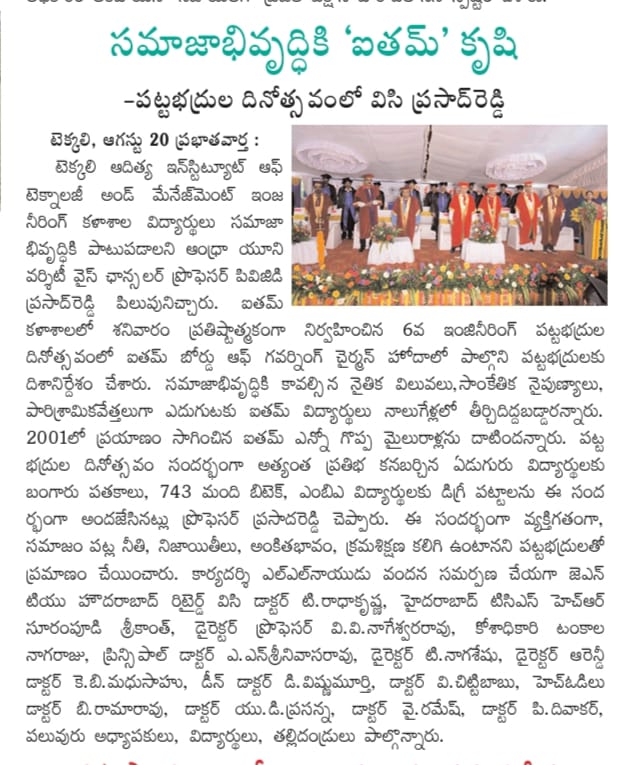 సమాజాభివృద్ధికి ‘ఐతమ్’ కృషి
–పట్టభద్రుల దినోత్సవంలో విసి ప్రసాద్‌రెడ్డి
టెక్కలి, ఆగస్టు 20 ప్రభాతవార్త :
టెక్కలి ఆదిత్య ఇన్‌స్టిట్యూట్ ఆఫ్
టెక్నాలజీ అండ్ మేనేజ్‌మెంట్ ఇంజ
నీరింగ్ కళాశాల విద్యార్థులు సమాజా
భివృద్ధికి పాటుపడాలని ఆంధ్రా యూని
వర్శిటీ వైస్ ఛాన్సలర్ ప్రొఫెసర్ పివిజిడి
ప్రసాద్‌రెడ్డి పిలుపునిచ్చారు. ఐతమ్
కళాశాలలో శనివారం ప్రతిష్టాత్మకంగా నిర్వహించిన 6వ ఇంజినీరింగ్ పట్టభద్రుల
దినోత్సవంలో ఐతమ్ బోర్డు ఆఫ్ గవర్నింగ్ చైర్మన్ హోదాలో పాల్గొని పట్టభద్రులకు
దిశానిర్దేశం చేశారు. సమాజాభివృద్ధికి కావల్సిన నైతిక విలువలు,సాంకేతిక నైపుణ్యాలు,
పారిశ్రామికవేత్తలుగా ఎదుగుటకు ఐతమ్ విద్యార్థులు నాలుగేళ్లలో తీర్చిదిద్దబడ్డారన్నారు.
2001లో ప్రయాణం సాగించిన ఐతమ్ ఎన్నో గొప్ప మైలురాళ్లను దాటిందన్నారు. పట్ట
భద్రుల దినోత్సవం సందర్భంగా అత్యంత ప్రతిభ కనబర్చిన ఏడుగురు విద్యార్థులకు
బంగారు పతకాలు, 743 మంది బిటెక్, ఎంబిఎ విద్యార్థులకు డిగ్రీ పట్టాలను ఈ సంద
ర్భంగా అందజేసినట్లు ప్రొఫెసర్ ప్రసాదరెడ్డి చెప్పారు. ఈ సందర్భంగా వ్యక్తిగతంగా,
సమాజం పట్ల నీతి, నిజాయితీలు, అంకితభావం, క్రమశిక్షణ కలిగి ఉంటానని పట్టభద్రులతో
ప్రమాణం చేయించారు. కార్యదర్శి ఎల్ఎల్‌నాయుడు వందన సమర్పణ చేయగా జెఎన్
టియు హౌదరాబాద్ రిటైర్డ్ విసి డాక్టర్ టి.రాధాకృష్ణ, హైదరాబాద్ టిసిఎస్ హెచ్ఆర్
సూరంపూడి శ్రీకాంత్, డైరెక్టర్ ప్రొఫెసర్ వి.వి.నాగేశ్వరరావు, కోశాధికారి టంకాల
నాగరాజు, ప్రిన్సిపాల్ డాక్టర్ ఎ.ఎన్‌శ్రీనివాసరావు, డైరెక్టర్ టి.నాగశేషు, డైరెక్టర్ ఆరెన్డీ
డాక్టర్ కె.బి.మధుసాహు, డీన్ డాక్టర్ డి.విష్ణుమూర్తి, డాక్టర్ వి.చిట్టిబాబు, హెచ్ఓడిలు
డాక్టర్ బి.రామారావు, డాక్టర్ యు.డి.ప్రసన్న, డాక్టర్ వై.రమేష్, డాక్టర్ పి.దివాకర్,
పలువురు అధ్యాపకులు, విద్యార్థులు, తల్లిదండ్రులు పాల్గొన్నారు.